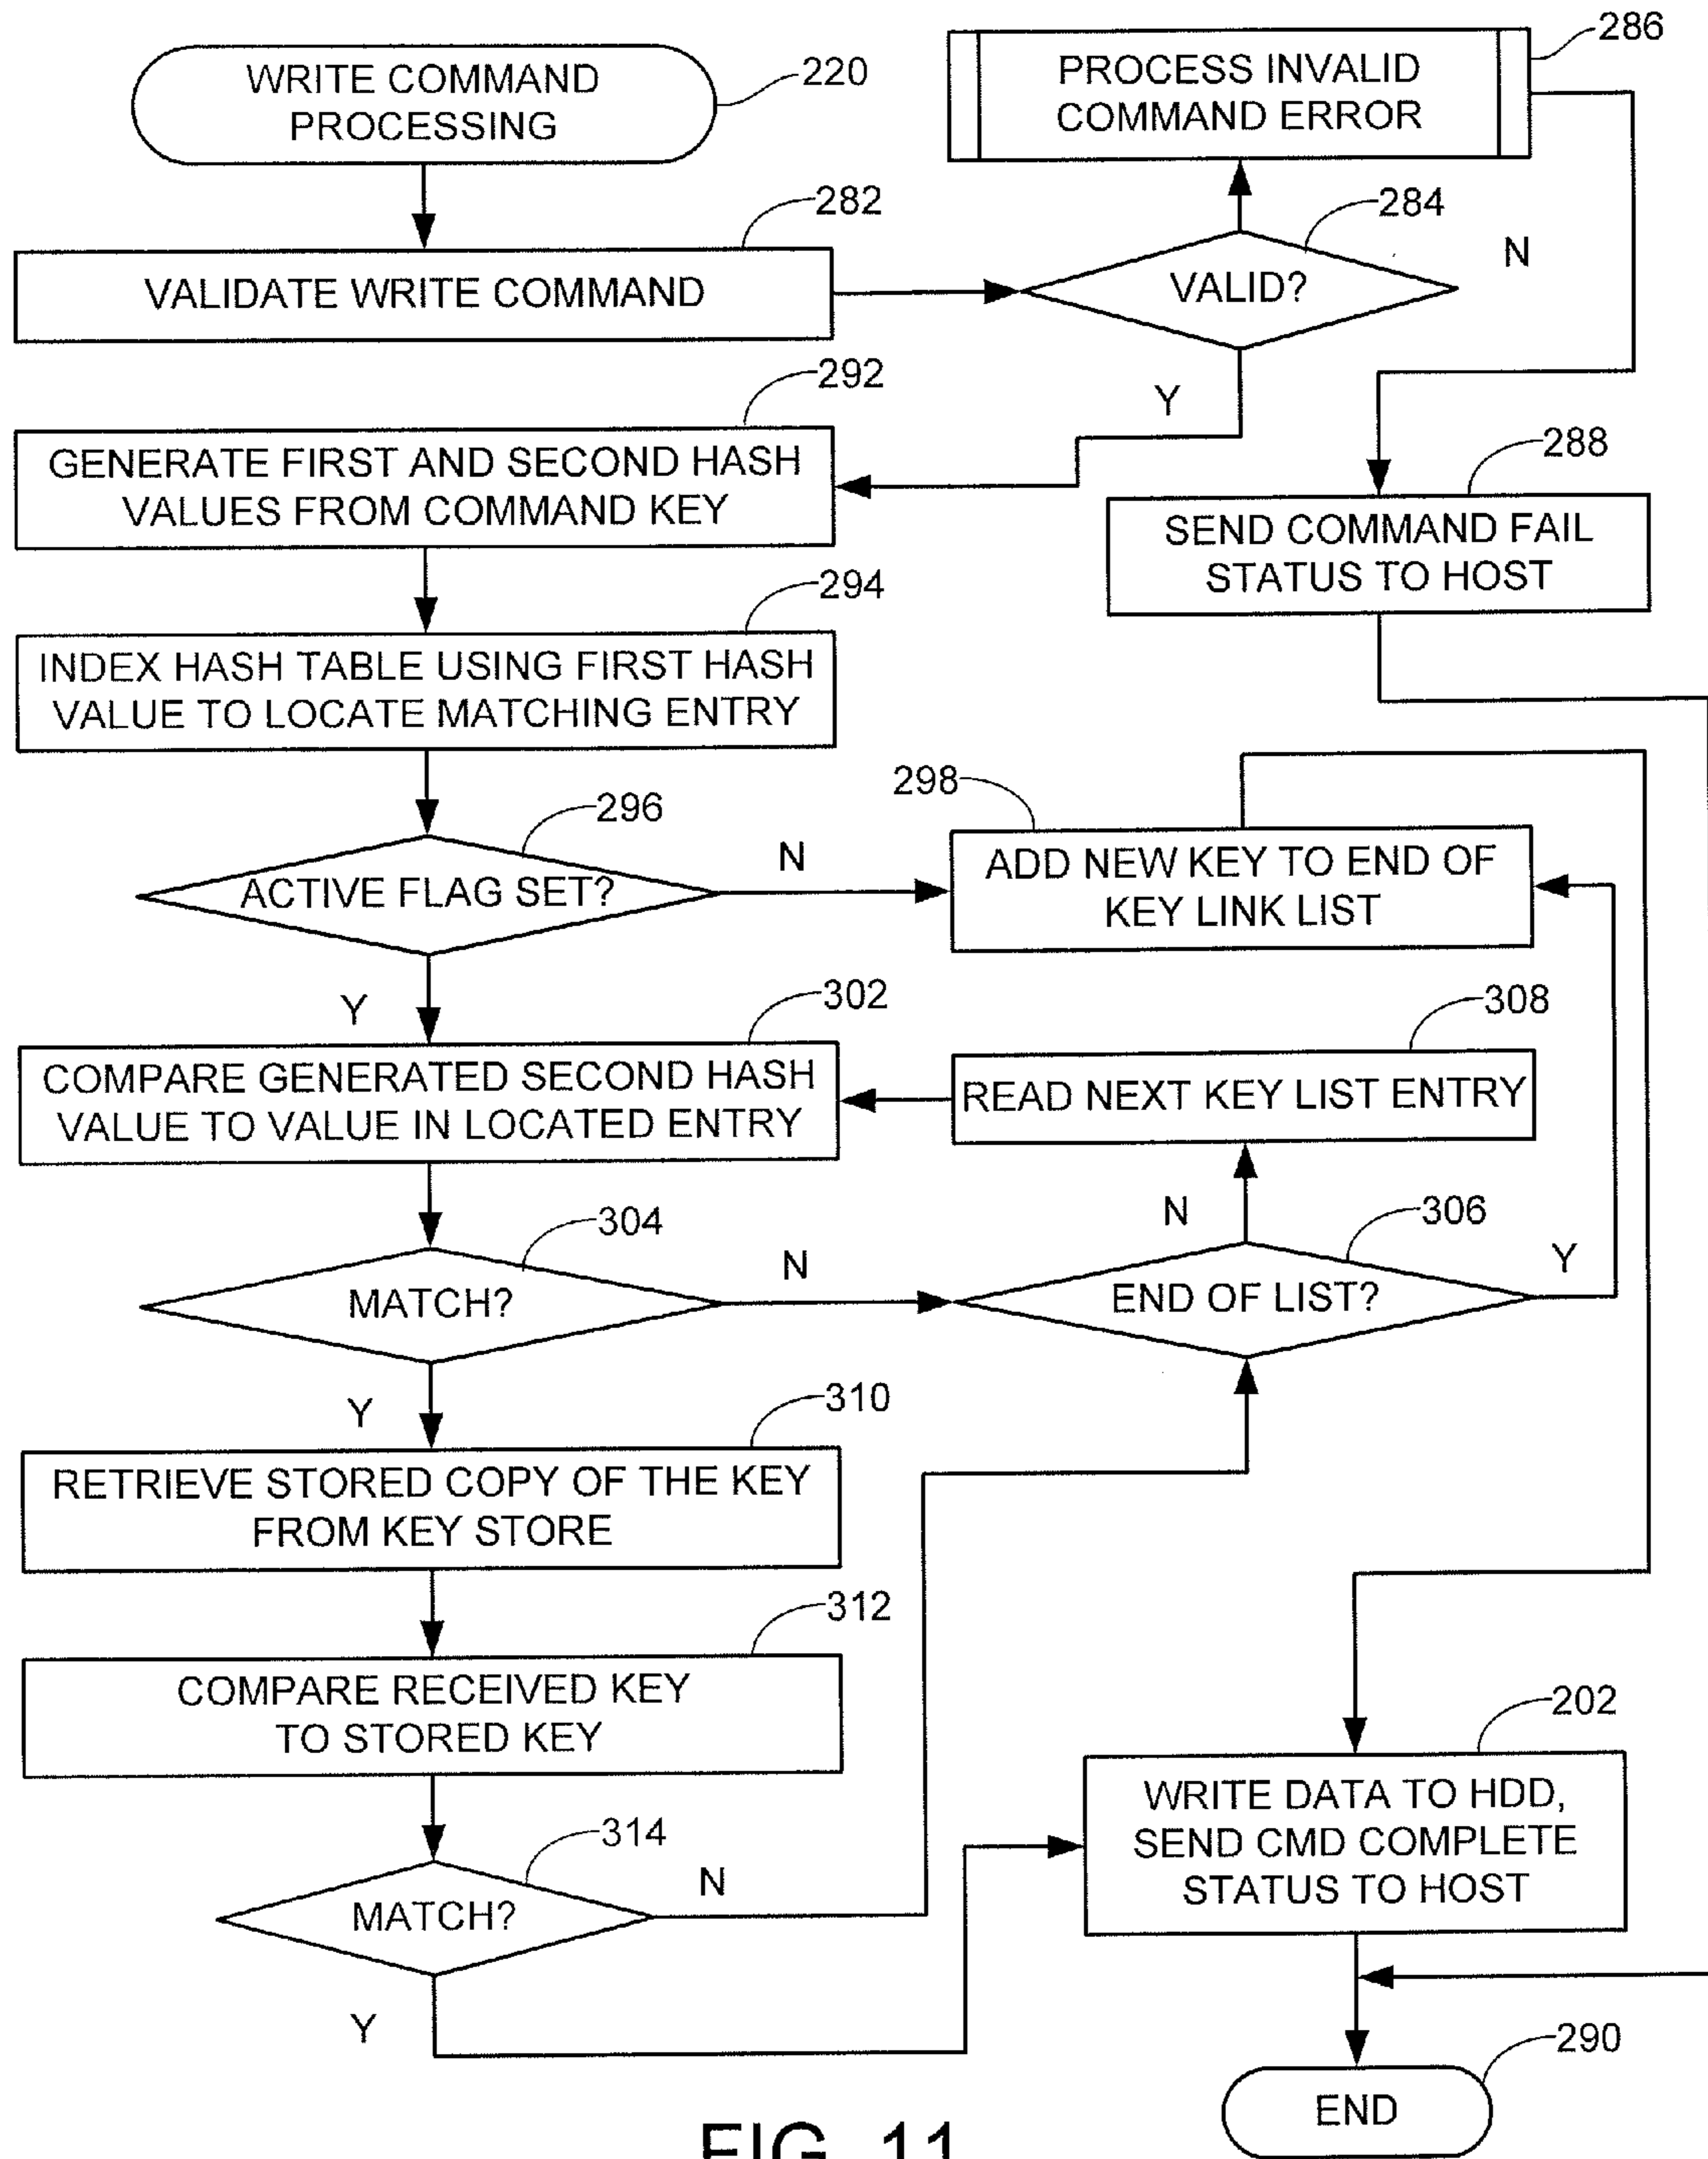 WRITE COMMAND
PROCESSING
220
PROCESS INVALID
COMMAND ERROR
286
VALIDATE WRITE COMMAND
282
VALID?
284
N
Y
GENERATE FIRST AND SECOND HASH
VALUES FROM COMMAND KEY
292
SEND COMMAND FAIL
STATUS TO HOST
288
INDEX HASH TABLE USING FIRST HASH
VALUE TO LOCATE MATCHING ENTRY
294
ACTIVE FLAG SET?
296
N
Y
ADD NEW KEY TO END OF
KEY LINK LIST
298
COMPARE GENERATED SECOND HASH
VALUE TO VALUE IN LOCATED ENTRY
302
READ NEXT KEY LIST ENTRY
308
MATCH?
304
N
Y
END OF LIST?
306
N
Y
RETRIEVE STORED COPY OF THE KEY
FROM KEY STORE
310
COMPARE RECEIVED KEY
TO STORED KEY
312
MATCH?
314
N
Y
WRITE DATA TO HDD,
SEND CMD COMPLETE
STATUS TO HOST
202
END
290
FIG. 11